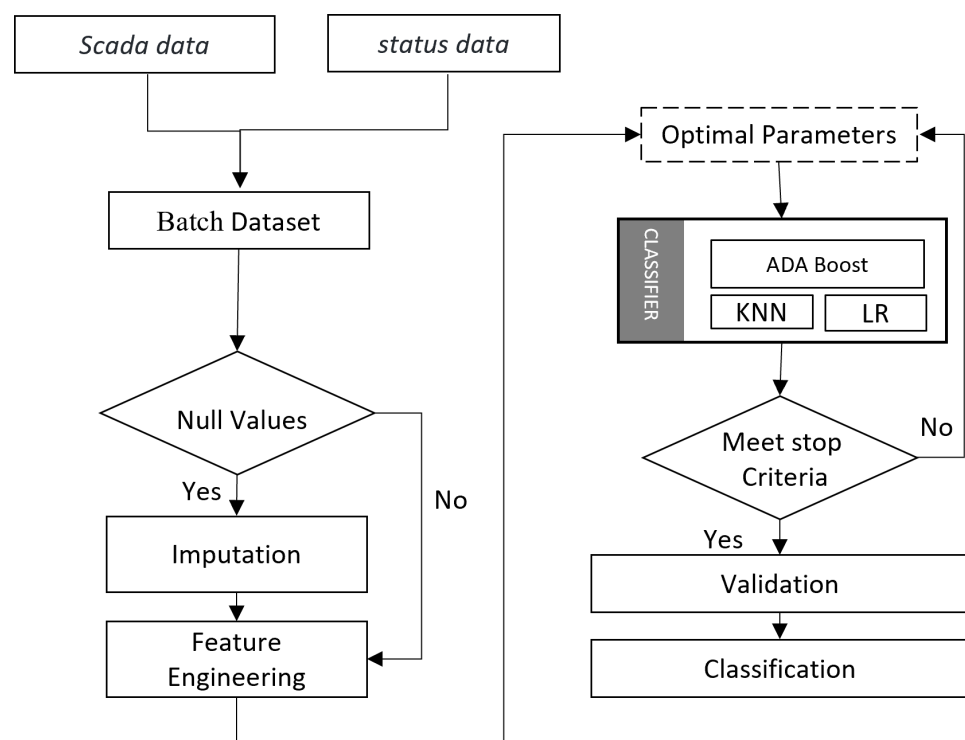 Scada data
status data
Batch Dataset
Null Values
Yes
No
Imputation
Feature
Engineering
Optimal Parameters
CLASSIFIER
ADA Boost
KNN
LR
Meet stop
Criteria
No
Yes
Validation
Classification